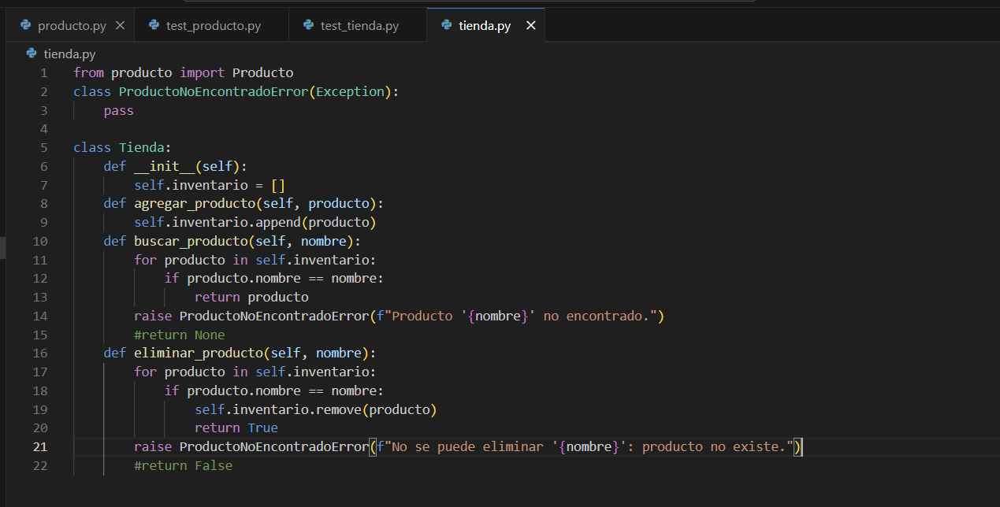 producto.py
test_producto.py
test_tienda.py
tienda.py
tienda.py
1 from producto import Producto
2 class ProductoNoEncontradoError(Exception):
3     pass
4
5 class Tienda:
6     def __init__(self):
7         self.inventario = []
8     def agregar_producto(self, producto):
9         self.inventario.append(producto)
10     def buscar_producto(self, nombre):
11         for producto in self.inventario:
12             if producto.nombre == nombre:
13                 return producto
14         raise ProductoNoEncontradoError(f"Producto '{nombre}' no encontrado.")
15         #return None
16     def eliminar_producto(self, nombre):
17         for producto in self.inventario:
18             if producto.nombre == nombre:
19                 self.inventario.remove(producto)
20                 return True
21         raise ProductoNoEncontradoError(f"No se puede eliminar '{nombre}': producto no existe.")
22         #return False